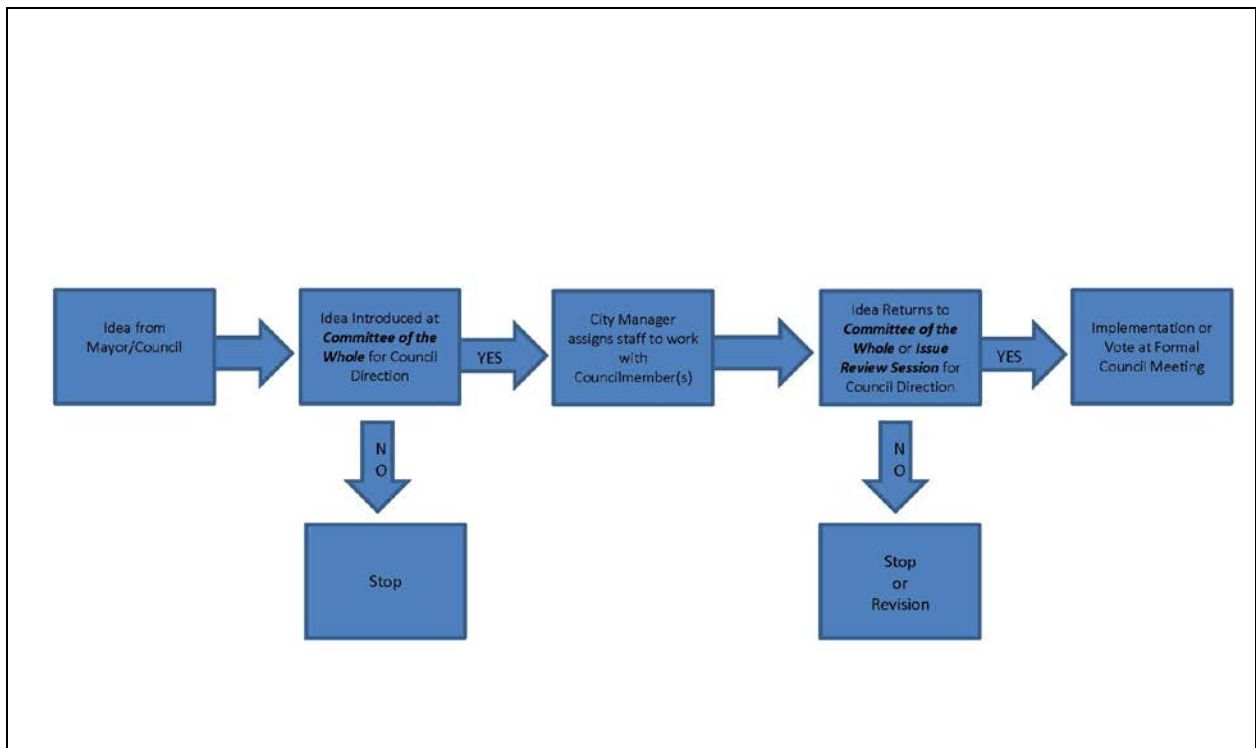 Idea from
Mayor/Council
Idea Introduced at
Committee of the
Whole for Council
Direction
YES
City Manager
assigns staff to work
with
Councilmember(s)
Idea Returns to
Committee of the
Whole or Issue
Review Session for
Council Direction
YES
Implementation or
Vote at Formal
Council Meeting
N
O
N
O
Stop
Stop
or
Revision